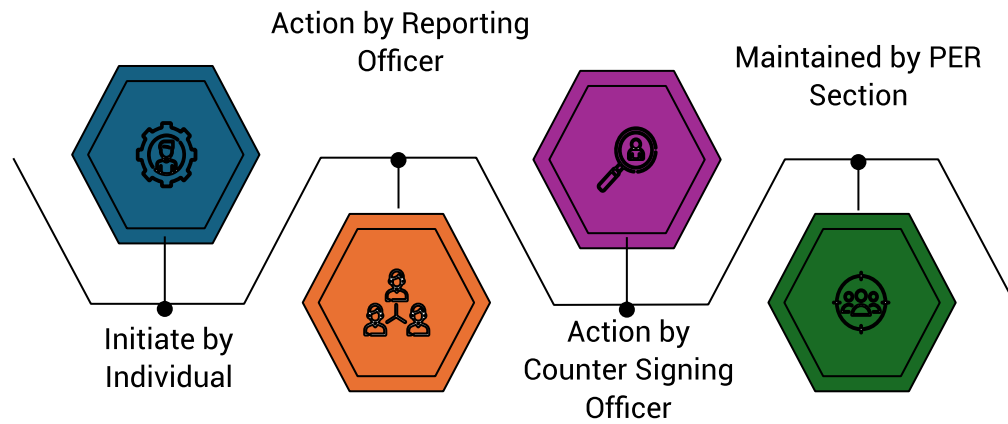 Initiate by
Individual
Action by Reporting
Officer
Action by
Counter Signing
Officer
Maintained by PER
Section